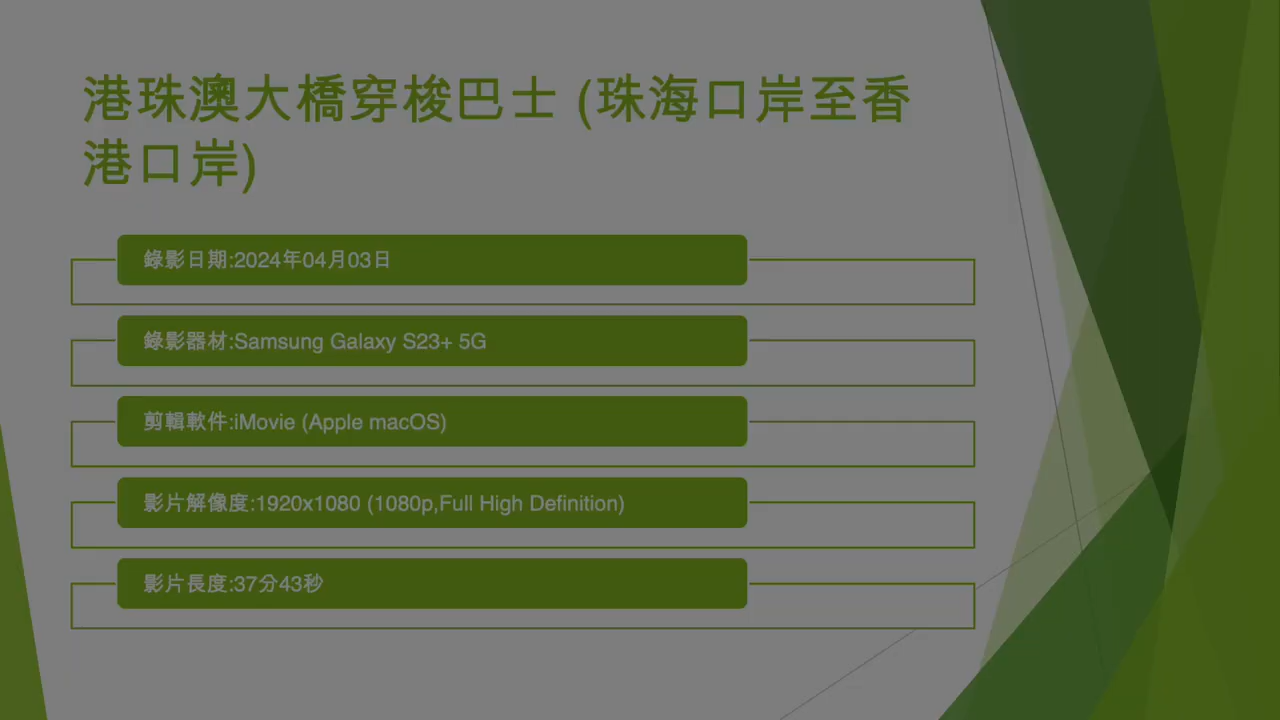 港珠澳大橋穿梭巴士 (珠海口岸至香
港口岸)
錄影日期:2024年04月03日
錄影器材:Samsung Galaxy S23+ 5G
剪輯軟件:iMovie (Apple macOS)
影片解像度:1920x1080 (1080p,Full High Definition)
影片長度:37分43秒